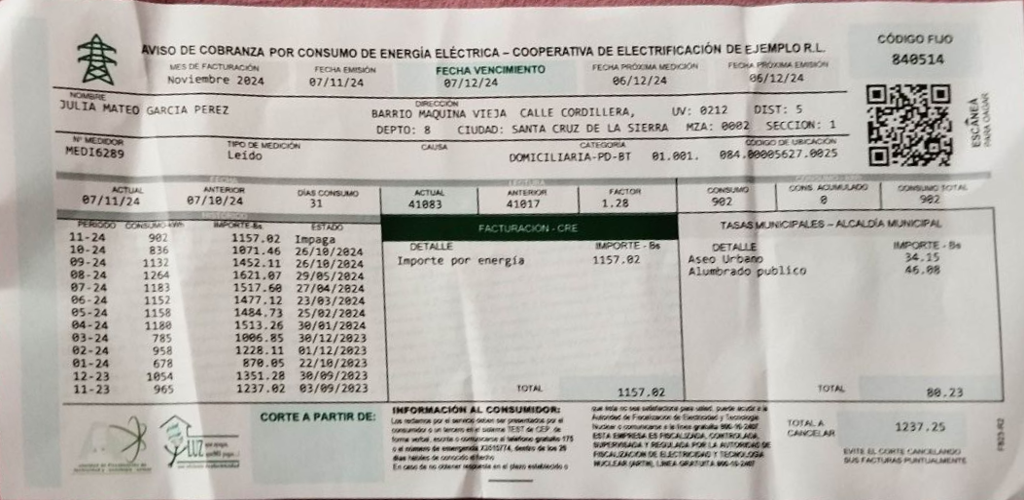 AVISO DE COBRANZA POR CONSUMO DE ENERGÍA ELÉCTRICA – COOPERATIVA DE ELECTRIFICACIÓN DE EJEMPLO R.L.
CÓDIGO FIJO
840514
MES DE FACTURACIÓN FECHA EMISIÓN FECHA VENCIMIENTO FECHA PRÓXIMA MEDICIÓN FECHA PRÓXIMA EMISIÓN
Noviembre 2024 07/11/24 07/12/24 06/12/24 06/12/24
NOMBRE DIRECCIÓN
JULIA MATEO GARCIA PEREZ BARRIO MAQUINA VIEJA CALLE CORDILLERA, UV: 0212 DIST: 5
DEPTO: 8 CIUDAD: SANTA CRUZ DE LA SIERRA MZA: 0002 SECCION: 1
ESCANEÁ PARA PAGAR
Nº MEDIDOR TIPO DE MEDICIÓN CAUSA CATEGORÍA CÓDIGO DE UBICACIÓN
MEDI6289 Leído DOMICILIARIA-PD-BT 01.001. 084.00005627.0025
FECHA LECTURA CONSUMO
ACTUAL ANTERIOR DÍAS CONSUMO ACTUAL ANTERIOR FACTOR CONSUMO CONS. ACUMULADO CONSUMO TOTAL
07/11/24 07/10/24 31 41083 41017 1.28 902 0 902
HISTÓRICO
PERIODO CONSUMO-kWh IMPORTE-Bs ESTADO
11-24 902 1157.02 Impaga
10-24 836 1071.46 26/10/2024
09-24 1132 1452.11 26/10/2024
08-24 1264 1621.07 29/05/2024
07-24 1183 1517.60 27/04/2024
06-24 1152 1477.12 23/03/2024
05-24 1158 1484.73 25/02/2024
04-24 1180 1513.26 30/01/2024
03-24 785 1006.85 30/12/2023
02-24 958 1228.11 01/12/2023
01-24 678 870.05 22/10/2023
12-23 1054 1351.28 30/09/2023
11-23 965 1237.02 03/09/2023
FACTURACIÓN - CRE
DETALLE IMPORTE - Bs
Importe por energía 1157.02
TOTAL 1157.02
TASAS MUNICIPALES – ALCALDÍA MUNICIPAL
DETALLE IMPORTE - Bs
Aseo Urbano 34.15
Alumbrado publico 46.08
TOTAL 80.23
LUZ
CORTE A PARTIR DE:
INFORMACIÓN AL CONSUMIDOR:
Los reclamos por el servicio deben ser presentados por el
consumidor o un tercero en el sistema TEST de CEP, de
forma verbal, escrita o comunicarse al teléfono gratuito 175
o al número de emergencia X3515774, dentro de los 20
días hábiles de conocido el hecho
En caso de no obtener respuesta en el plazo establecido o
que ésta no sea satisfactoria para usted, puede acudir a la
Autoridad de Fiscalización de Electricidad y Tecnología
Nuclear o comunicarse a la línea gratuita 800-10-2407
ESTA EMPRESA ES FISCALIZADA, CONTROLADA,
SUPERVISADA Y REGULADA POR LA AUTORIDAD DE
FISCALIZACIÓN DE ELECTRICIDAD Y TECNOLOGÍA
NUCLEAR (AETN), LÍNEA GRATUITA 800-10-2407
TOTAL A
CANCELAR 1237.25
EVITE EL CORTE CANCELANDO
SUS FACTURAS PUNTUALMENTE